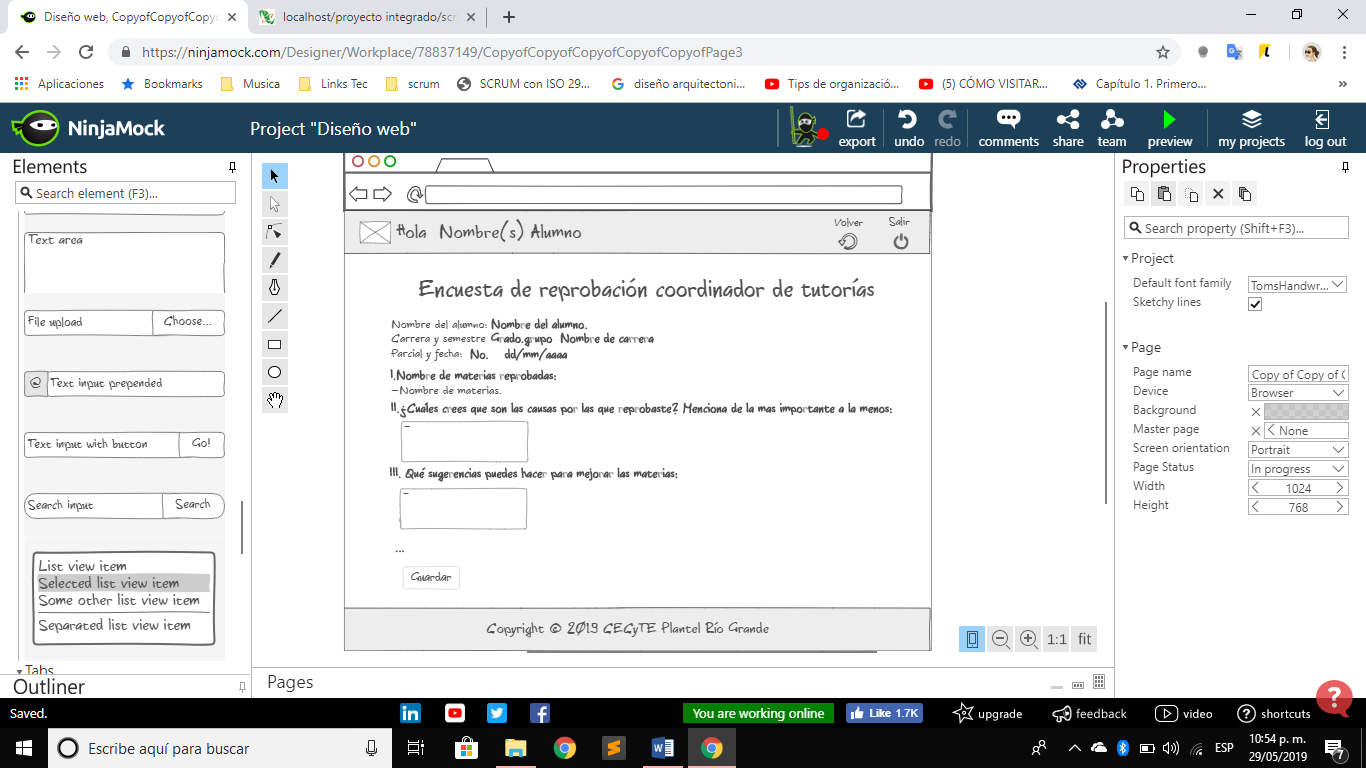 Diseño web, CopyofCopyofCopyo
localhost/proyecto integrado/scr
https://ninjamock.com/Designer/Workplace/78837149/CopyofCopyofCopyofCopyofCopyofPage3
Aplicaciones Bookmarks Musica Links Tec scrum SCRUM con ISO 29... diseño arquitectoni... Tips de organizació... (5) CÓMO VISITAR... Capítulo 1. Primero... »
NinjaMock Project "Diseño web" export undo redo comments share team preview my projects log out
Elements
Search element (F3)...
Text area
File upload Choose...
@ Text input prepended
Text input with button Go!
Search input Search
List view item
Selected list view item
Some other list view item
Separated list view item
Tabs
Outliner
Hola Nombre(s) Alumno Volver Salir
Encuesta de reprobación coordinador de tutorías
Nombre del alumno: Nombre del alumno.
Carrera y semestre Grado.grupo Nombre de carrera
Parcial y fecha: No. dd/mm/aaaa
I.Nombre de materias reprobadas:
-Nombre de materias.
II.¿Cuáles crees que son las causas por las que reprobaste? Menciona de la mas importante a la menos:
-
III. Qué sugerencias puedes hacer para mejorar las materias:
-
...
Guardar
Copyright © 2019 CECyTE Plantel Río Grande
1:1 fit
Pages
Properties
Search property (Shift+F3)...
Project
Default font family TomsHandwr...
Sketchy lines
Page
Page name Copy of Copy of C
Device Browser
Background
Master page None
Screen orientation Portrait
Page Status In progress
Width 1024
Height 768
?
Saved. You are working online Like 1.7K upgrade feedback video shortcuts
Escribe aquí para buscar
ESP
10:54 p. m.
29/05/2019
7